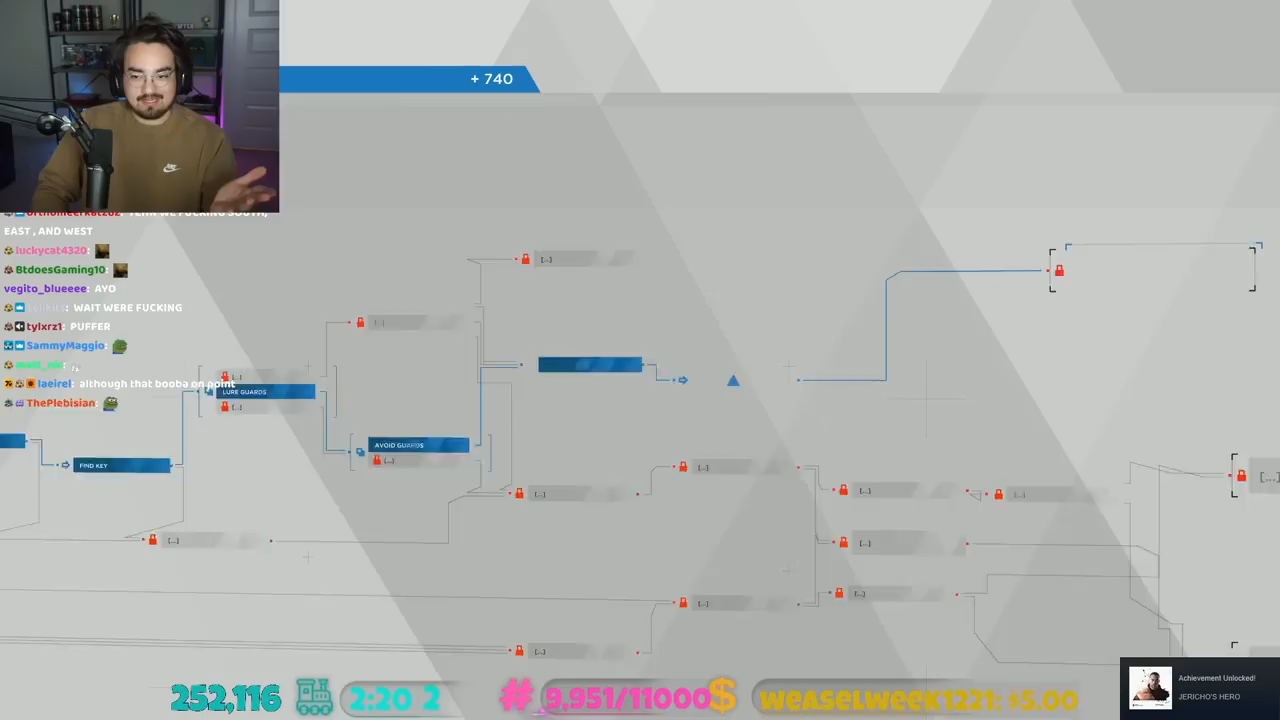 + 740
EAST , AND WEST
luckycat4320:
BtdoesGaming10:
vegito_blueeee: AYO
WAIT WERE FUCKING
tylxrz1: PUFFER
SammyMaggio:
laeirel: although that booba on point
ThePlebisian:
[...]
[...]
[...]
LURE GUARDS
[...]
AVOID GUARDS
[...]
FIND KEY
[...]
[...]
[...]
[...]
[...]
[...]
[...]
[...]
[...]
[...]
Achievement Unlocked!
JERICHO'S HERO
252,116
2:20 2
# 9,951/11000
$ WEASELWEEK1221: $5.00